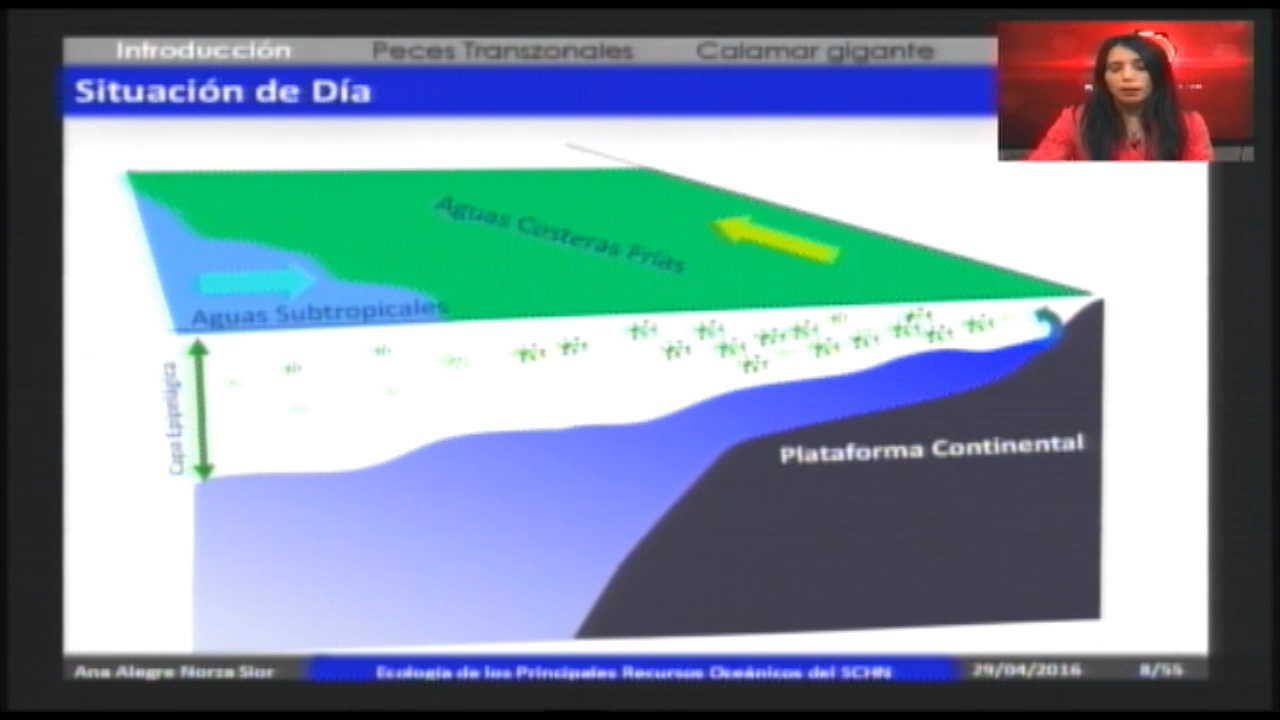 Introducción Peces Transzonales Calamar gigante
Situación de Día
Aguas Costeras Frías
Aguas Subtropicales
Capa Epipelágica
Plataforma Continental
Ana Alegre Norza Sior Ecología de los Principales Recursos Oceánicos del SCHN 29/04/2016 8/55